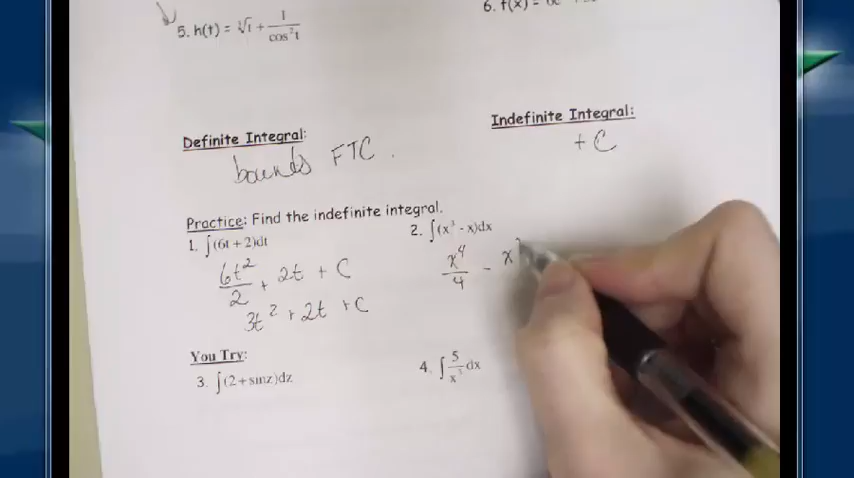 5. h(t) = ∛t + 1/cos²t
6. f(x) =
Definite Integral:
bounds FTC.
Indefinite Integral:
+ C
Practice: Find the indefinite integral.
1. ∫(6t + 2)dt
6t²/2 + 2t + C
3t² + 2t + C
2. ∫(x³ - x)dx
x⁴/4 - x
You Try:
3. ∫(2 + sinz)dz
4. ∫ 5/x³ dx